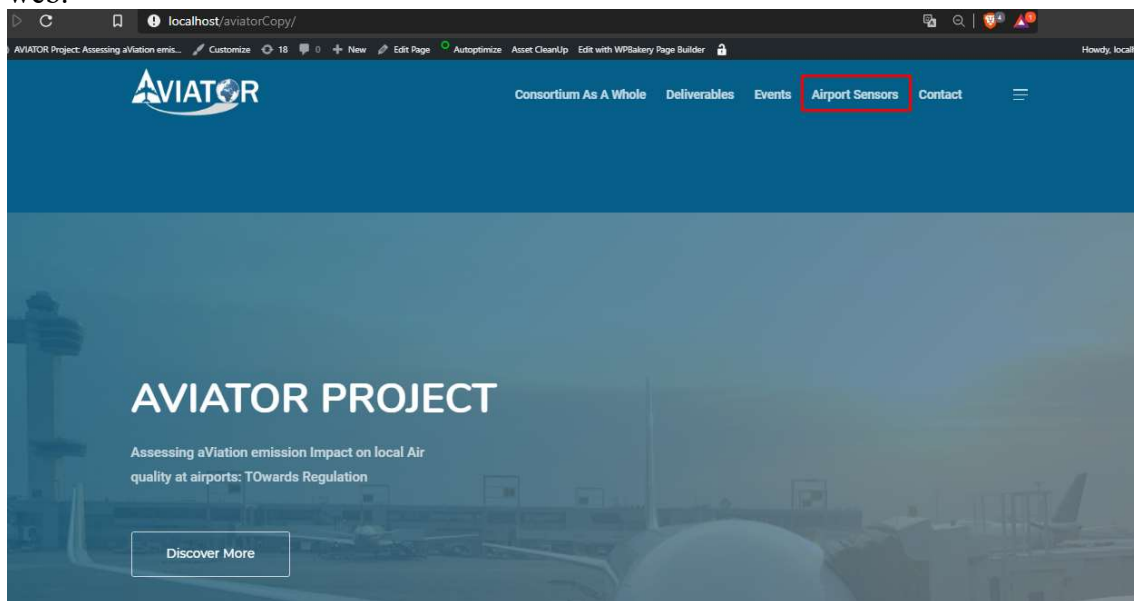 web.
localhost/aviatorCopy/
AVIATOR Project: Assessing aViation emis... Customize 18 0 + New Edit Page Autoptimize Asset CleanUp Edit with WPBakery Page Builder Howdy, local
AVIATOR
Consortium As A Whole Deliverables Events Airport Sensors Contact
AVIATOR PROJECT
Assessing aViation emission Impact on local Air
quality at airports: TOwards Regulation
Discover More